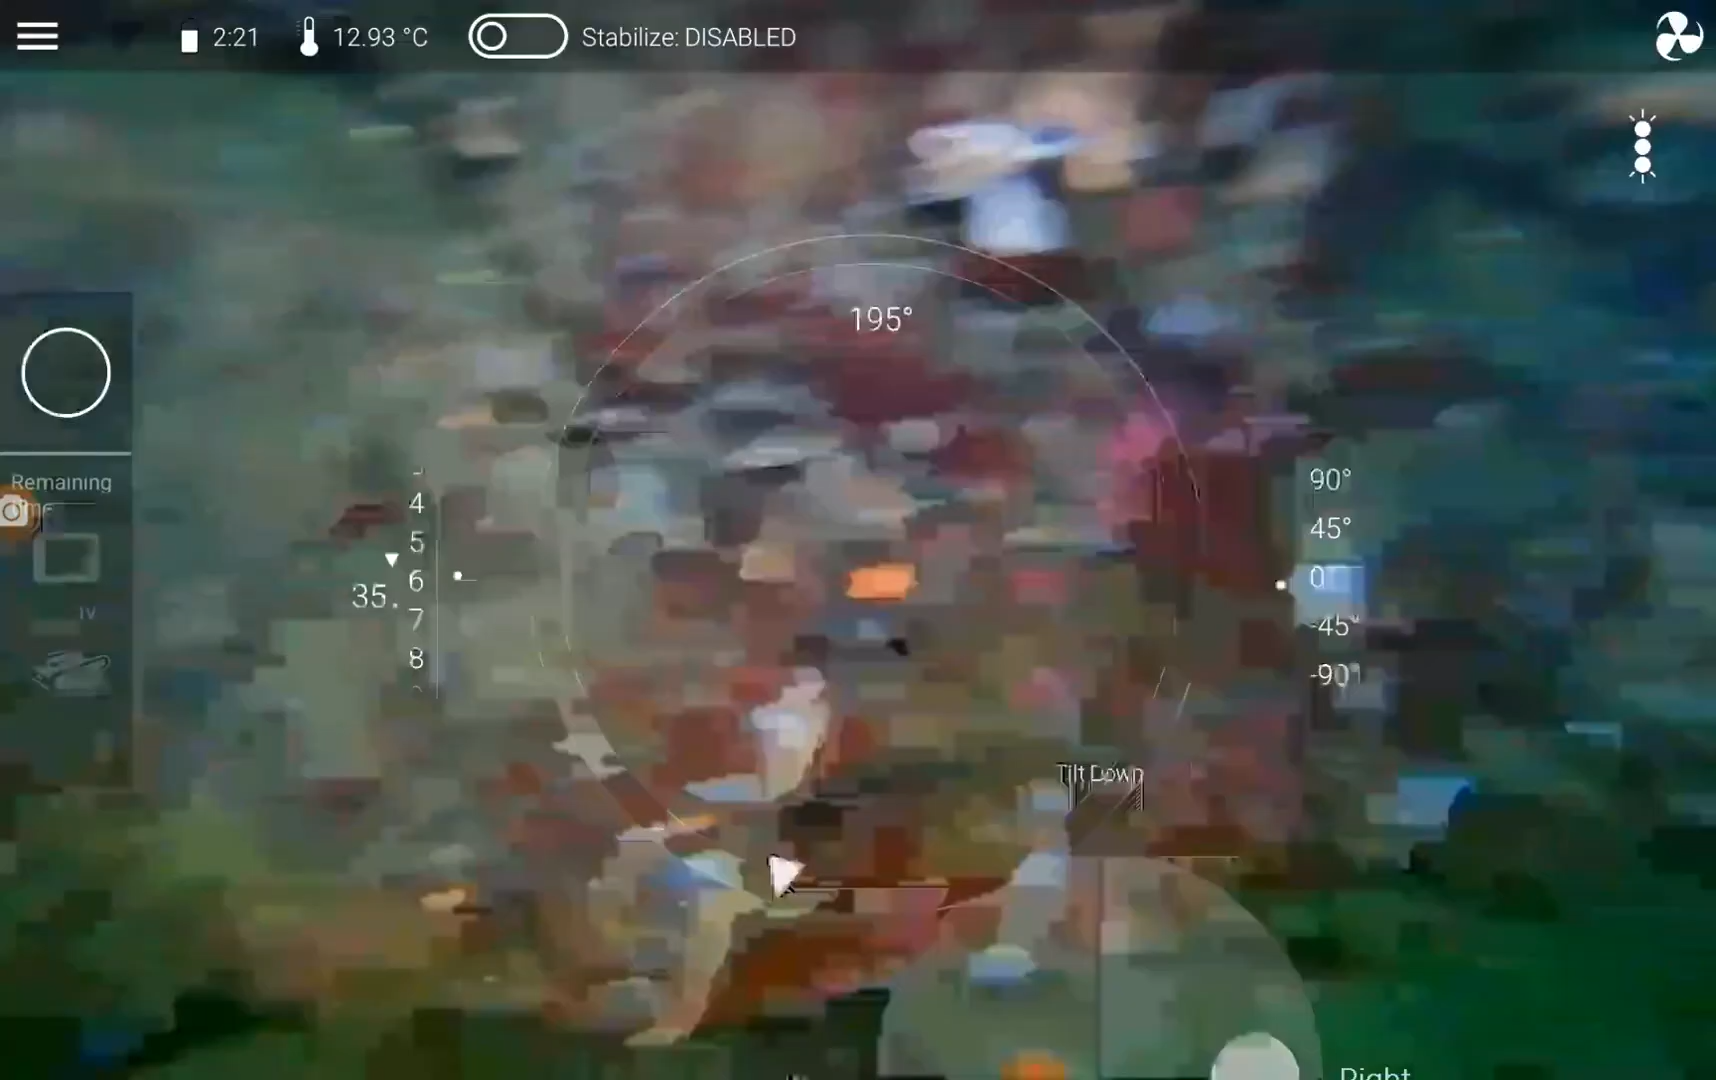 2:21
12.93 °C
Stabilize: DISABLED
195°
Remaining
4
5
6
7
8
35.
90°
45°
0
-45°
-90°
Tilt Down
Right